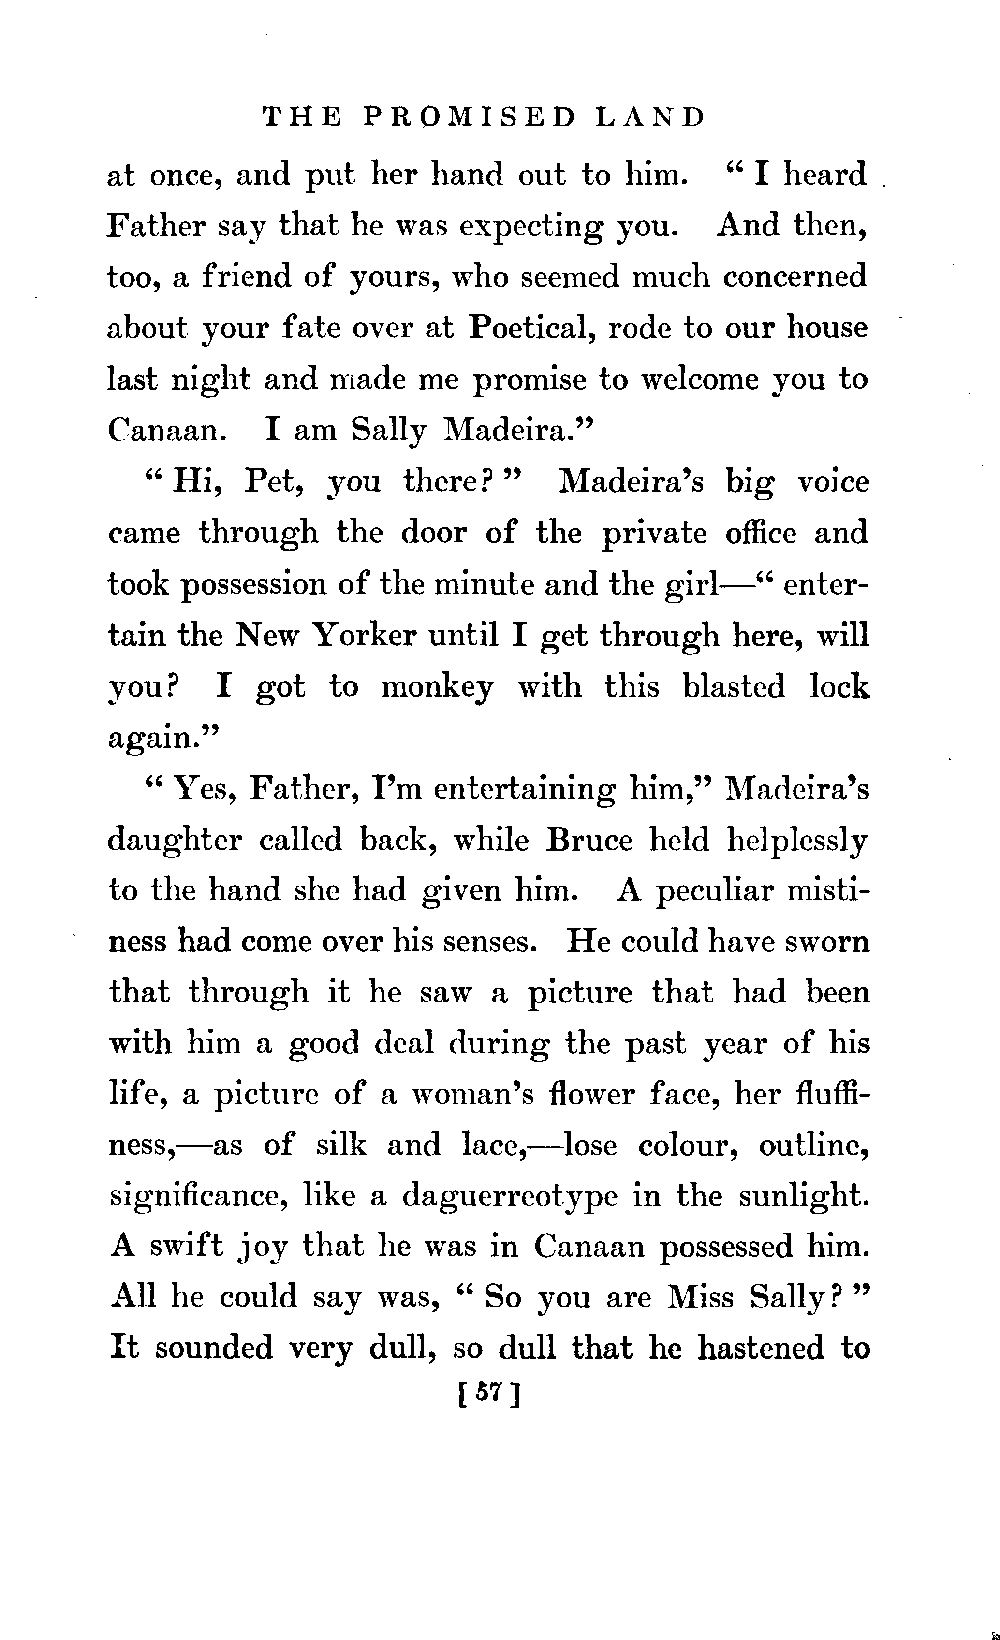 THE PROMISED LAND
at once, and put her hand out to him. “ I heard
Father say that he was expecting you. And then,
too, a friend of yours, who seemed much concerned
about your fate over at Poetical, rode to our house
last night and made me promise to welcome you to
Canaan. I am Sally Madeira.”
“ Hi, Pet, you there? ” Madeira’s big voice
came through the door of the private office and
took possession of the minute and the girl—“ enter-
tain the New Yorker until I get through here, will
you? I got to monkey with this blasted lock
again.”
“ Yes, Father, I’m entertaining him,” Madeira’s
daughter called back, while Bruce held helplessly
to the hand she had given him. A peculiar misti-
ness had come over his senses. He could have sworn
that through it he saw a picture that had been
with him a good deal during the past year of his
life, a picture of a woman’s flower face, her fluffi-
ness,—as of silk and lace,—lose colour, outline,
significance, like a daguerreotype in the sunlight.
A swift joy that he was in Canaan possessed him.
All he could say was, “ So you are Miss Sally? ”
It sounded very dull, so dull that he hastened to
[ 57 ]